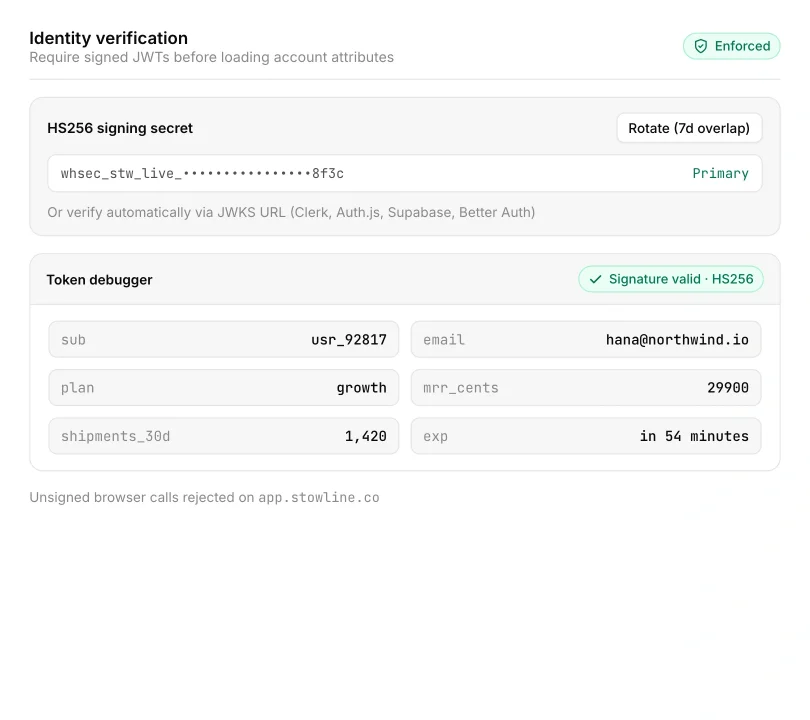 Identity verification
Require signed JWTs before loading account attributes
Enforced
HS256 signing secret
Rotate (7d overlap)
whsec_stw_live_••••••••••••••••8f3c
Primary
Or verify automatically via JWKS URL (Clerk, Auth.js, Supabase, Better Auth)
Token debugger
Signature valid · HS256
sub usr_92817
email hana@northwind.io
plan growth
mrr_cents 29900
shipments_30d 1,420
exp in 54 minutes
Unsigned browser calls rejected on app.stowline.co